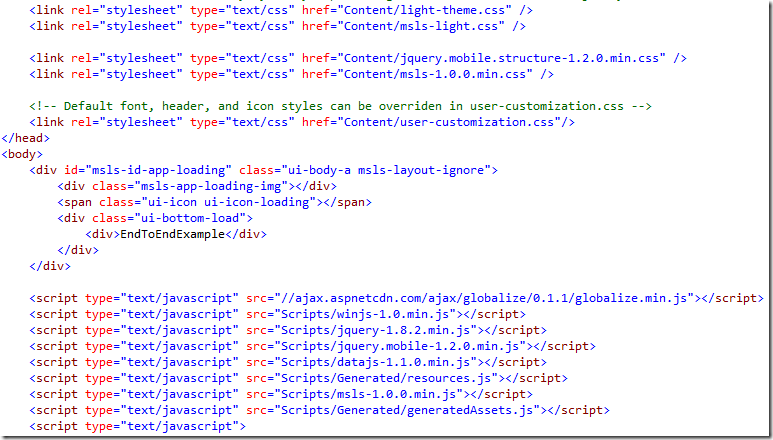 <link rel="stylesheet" type="text/css" href="Content/light-theme.css" />
<link rel="stylesheet" type="text/css" href="Content/msls-light.css" />
<link rel="stylesheet" type="text/css" href="Content/jquery.mobile.structure-1.2.0.min.css" />
<link rel="stylesheet" type="text/css" href="Content/msls-1.0.0.min.css" />
<!-- Default font, header, and icon styles can be overriden in user-customization.css -->
<link rel="stylesheet" type="text/css" href="Content/user-customization.css"/>
</head>
<body>
<div id="msls-id-app-loading" class="ui-body-a msls-layout-ignore">
<div class="msls-app-loading-img"></div>
<span class="ui-icon ui-icon-loading"></span>
<div class="ui-bottom-load">
<div>EndToEndExample</div>
</div>
</div>
<script type="text/javascript" src="//ajax.aspnetcdn.com/ajax/globalize/0.1.1/globalize.min.js"></script>
<script type="text/javascript" src="Scripts/winjs-1.0.min.js"></script>
<script type="text/javascript" src="Scripts/jquery-1.8.2.min.js"></script>
<script type="text/javascript" src="Scripts/jquery.mobile-1.2.0.min.js"></script>
<script type="text/javascript" src="Scripts/datajs-1.1.0.min.js"></script>
<script type="text/javascript" src="Scripts/Generated/resources.js"></script>
<script type="text/javascript" src="Scripts/msls-1.0.0.min.js"></script>
<script type="text/javascript" src="Scripts/Generated/generatedAssets.js"></script>
<script type="text/javascript">